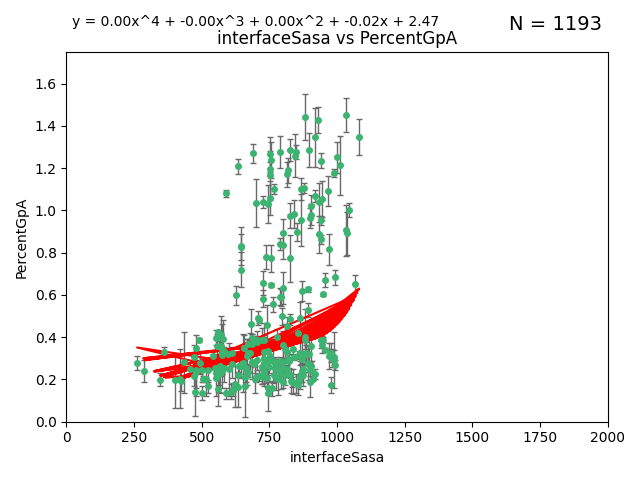 y = 0.00x^4 + -0.00x^3 + 0.00x^2 + -0.02x + 2.47
N = 1193
interfaceSasa vs PercentGpA
PercentGpA
1.6
1.4
1.2
1.0
0.8
0.6
0.4
0.2
0.0
0 250 500 750 1000 1250 1500 1750 2000
interfaceSasa